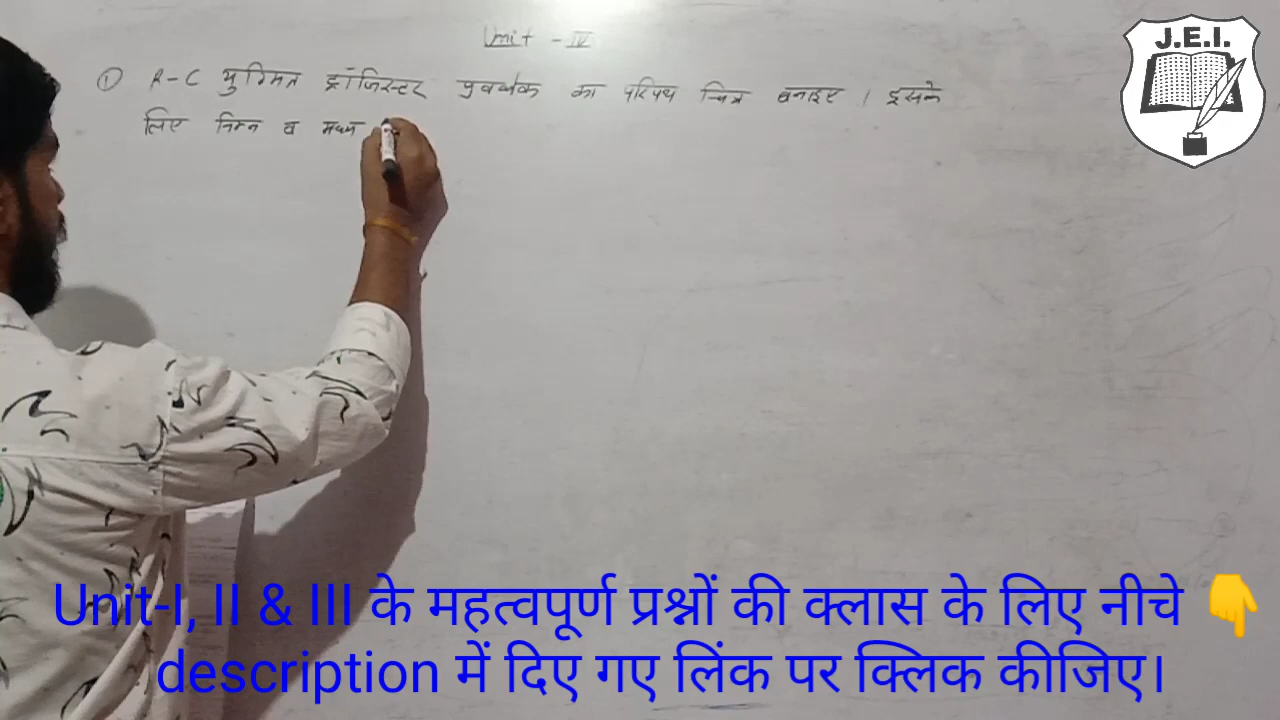 Unit - IV
① R-C युग्मित ट्रांजिस्टर प्रवर्धक का परिपथ चित्र बनाइए । इसके
लिए निम्न व मध्य
J.E.I.
Unit-I, II & III के महत्वपूर्ण प्रश्नों की क्लास के लिए नीचे 👇
description में दिए गए लिंक पर क्लिक कीजिए।